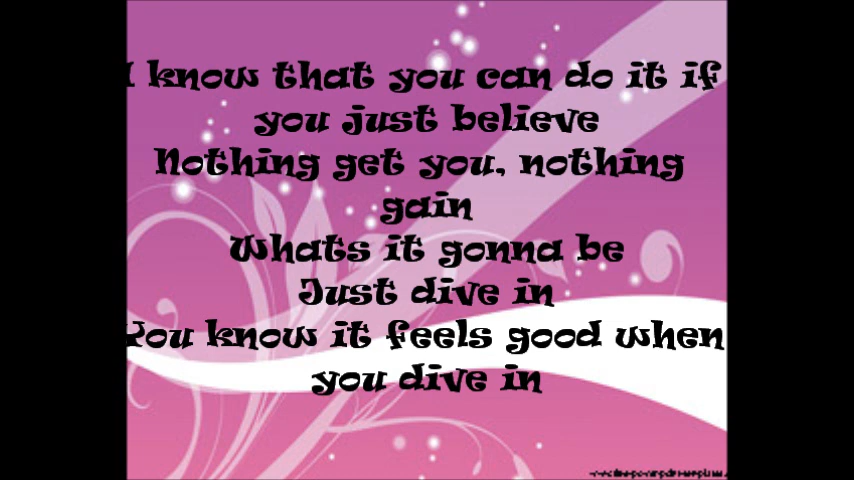 I know that you can do it if
you just believe
Nothing get you, nothing
gain
Whats it gonna be
Just dive in
You know it feels good when
you dive in